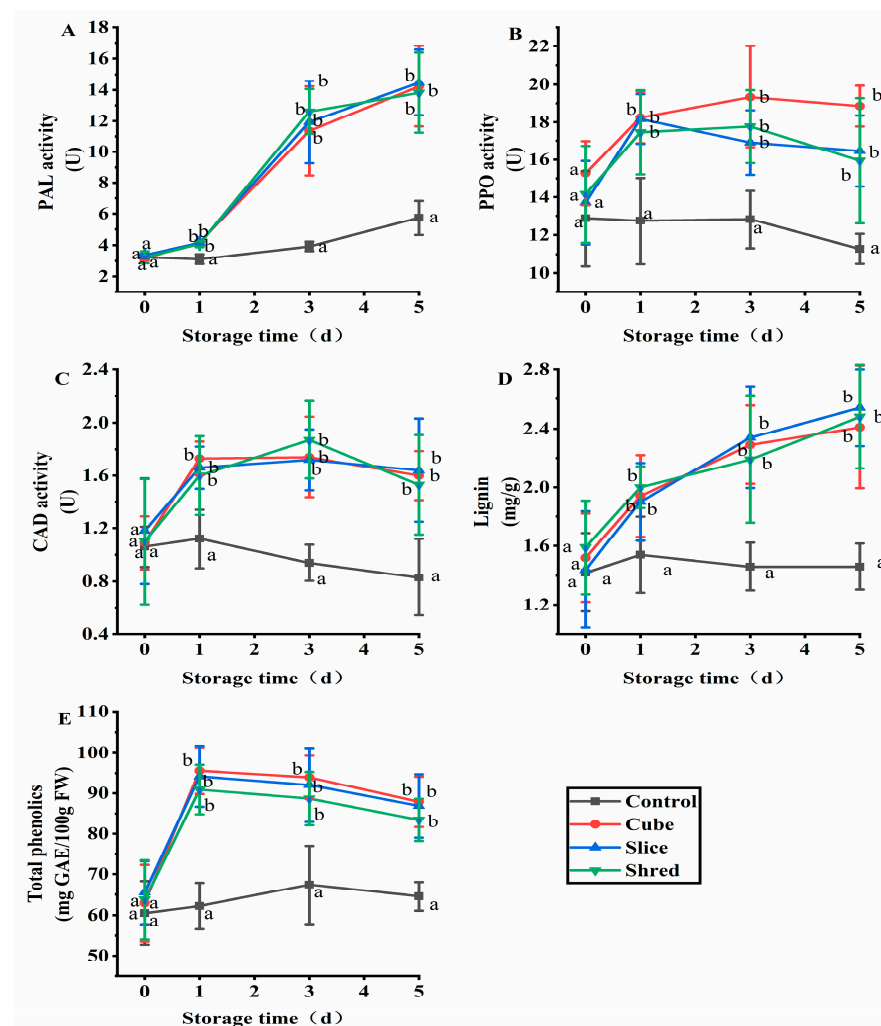 A
PAL activity
(U)
18
16
14
12
10
8
6
4
2
a
a
a
a
b
b
b
a
b
b
b
b
a
b
b
b
a
0 1 2 3 4 5
Storage time（d）
B
PPO activity
(U)
22
20
18
16
14
12
10
a
a
a
a
b
b
b
a
b
b
b
a
b
b
b
a
0 1 2 3 4 5
Storage time（d）
C
CAD activity
(U)
2.4
2.0
1.6
1.2
0.8
0.4
a
a
a
a
b
b
b
a
b
b
b
a
b
b
b
a
0 1 2 3 4 5
Storage time（d）
D
Lignin
(mg/g)
2.8
2.4
2.0
1.6
1.2
a
a
a
a
b
b
b
a
b
b
b
a
b
b
b
a
0 1 2 3 4 5
Storage time（d）
E
Total phenolics
(mg GAE/100g FW)
110
100
90
80
70
60
50
a
a
a
a
b
b
b
a
b
b
b
a
b
b
b
a
0 1 2 3 4 5
Storage time（d）
Control
Cube
Slice
Shred